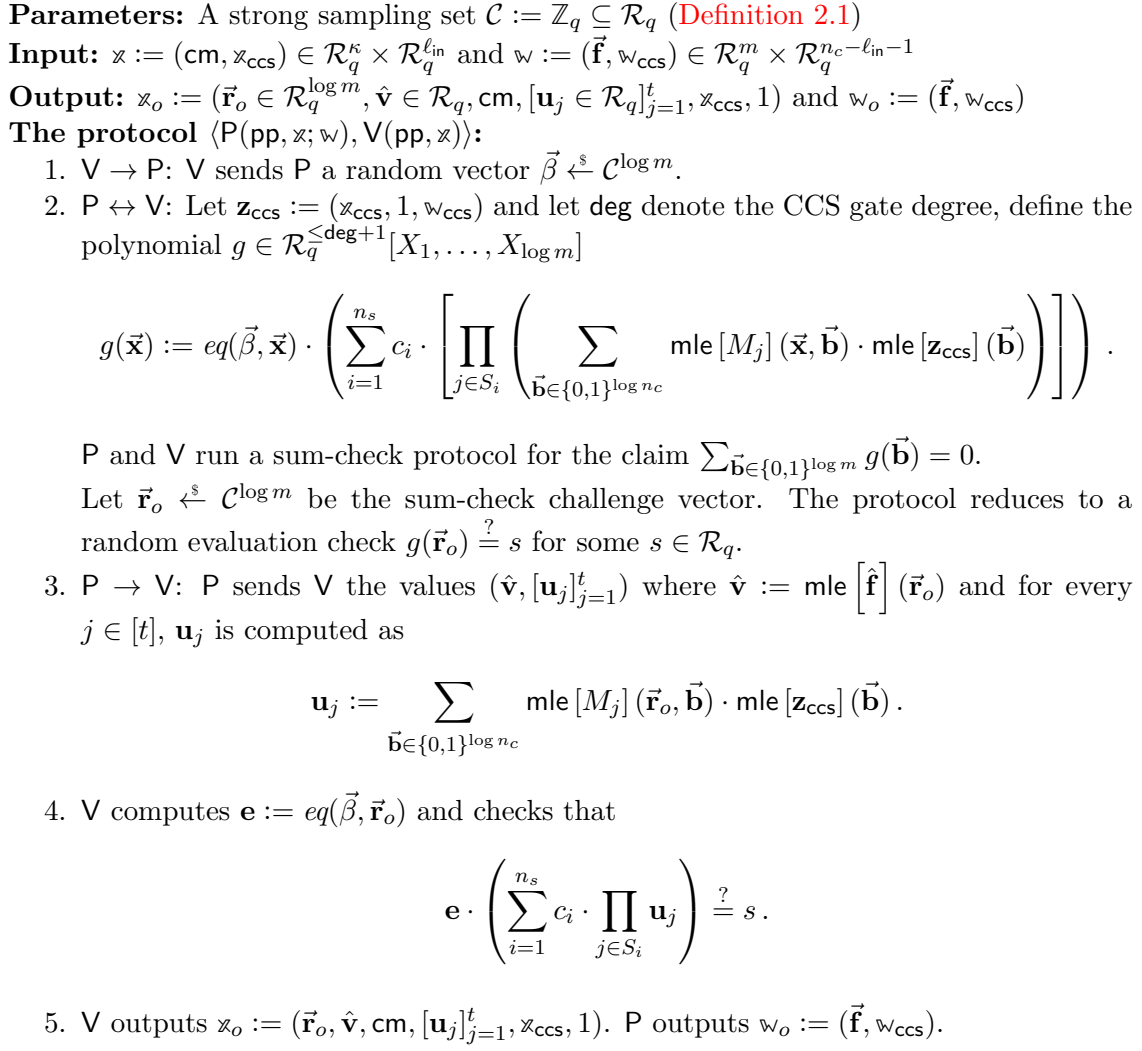 Parameters: A strong sampling set 𝒞 := ℤ_q ⊆ ℛ_q (Definition 2.1)
Input: 𝕩 := (cm, 𝕩_ccs) ∈ ℛ_q^κ × ℛ_q^{ℓ_in} and 𝕨 := (f⃗, 𝕨_ccs) ∈ ℛ_q^m × ℛ_q^{n_c−ℓ_in−1}
Output: 𝕩_o := (r⃗_o ∈ ℛ_q^{log m}, v̂ ∈ ℛ_q, cm, [u_j ∈ ℛ_q]_{j=1}^t, 𝕩_ccs, 1) and 𝕨_o := (f⃗, 𝕨_ccs)
The protocol ⟨P(pp, 𝕩; 𝕨), V(pp, 𝕩)⟩:
1. V → P: V sends P a random vector β⃗ ←$ 𝒞^{log m}.
2. P ↔ V: Let z_ccs := (𝕩_ccs, 1, 𝕨_ccs) and let deg denote the CCS gate degree, define the
polynomial g ∈ ℛ_q^{≤deg+1}[X_1, . . . , X_{log m}]
g(x⃗) := eq(β⃗, x⃗) · (∑_{i=1}^{n_s} c_i · [∏_{j∈S_i} (∑_{b⃗∈{0,1}^{log n_c}} mle [M_j] (x⃗, b⃗) · mle [z_ccs] (b⃗))]) .
P and V run a sum-check protocol for the claim ∑_{b⃗∈{0,1}^{log m}} g(b⃗) = 0.
Let r⃗_o ←$ 𝒞^{log m} be the sum-check challenge vector. The protocol reduces to a
random evaluation check g(r⃗_o) ≟ s for some s ∈ ℛ_q.
3. P → V: P sends V the values (v̂, [u_j]_{j=1}^t) where v̂ := mle [f̂] (r⃗_o) and for every
j ∈ [t], u_j is computed as
u_j := ∑_{b⃗∈{0,1}^{log n_c}} mle [M_j] (r⃗_o, b⃗) · mle [z_ccs] (b⃗) .
4. V computes e := eq(β⃗, r⃗_o) and checks that
e · (∑_{i=1}^{n_s} c_i · ∏_{j∈S_i} u_j) ≟ s .
5. V outputs 𝕩_o := (r⃗_o, v̂, cm, [u_j]_{j=1}^t, 𝕩_ccs, 1). P outputs 𝕨_o := (f⃗, 𝕨_ccs).